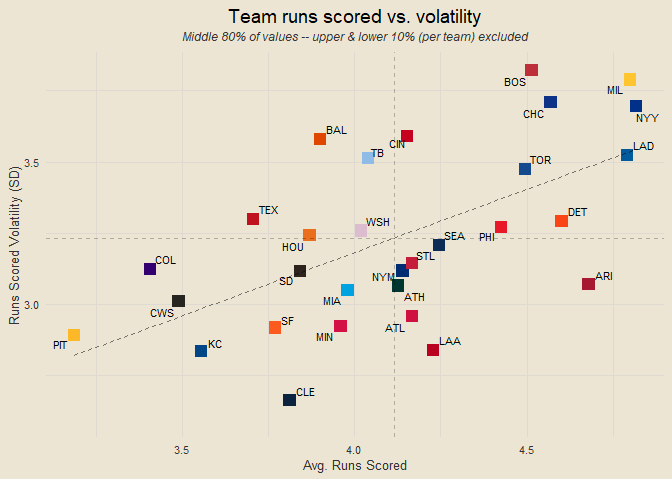 Team runs scored vs. volatility
Middle 80% of values -- upper & lower 10% (per team) excluded
Runs Scored Volatility (SD)
3.5
3.0
BOS
MIL
CHC
NYY
BAL
CIN
TB
LAD
TOR
TEX
DET
WSH
PHI
HOU
SEA
STL
COL
SD
NYM
ARI
MIA
ATH
CWS
SF
MIN
ATL
PIT
KC
LAA
CLE
3.5
4.0
4.5
Avg. Runs Scored